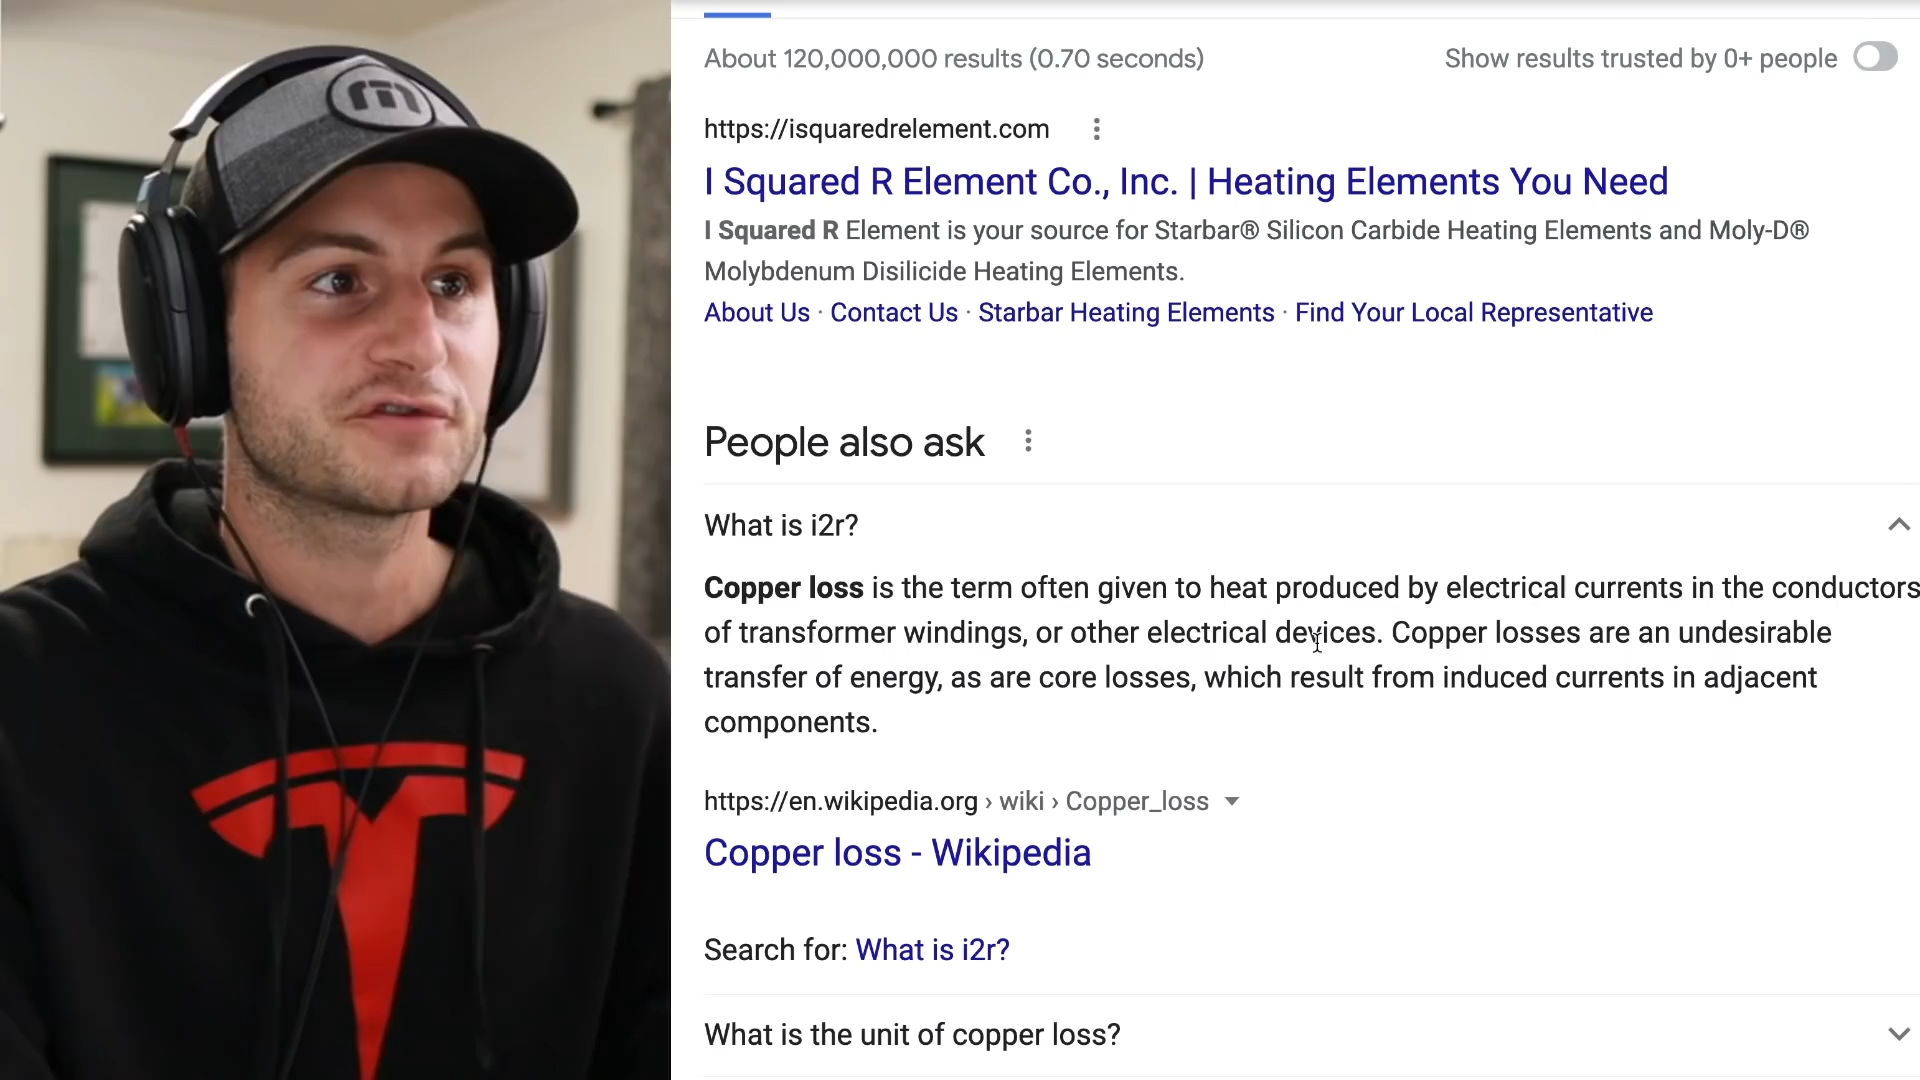 About 120,000,000 results (0.70 seconds)
Show results trusted by 0+ people
https://isquaredrelement.com
I Squared R Element Co., Inc. | Heating Elements You Need
I Squared R Element is your source for Starbar® Silicon Carbide Heating Elements and Moly-D®
Molybdenum Disilicide Heating Elements.
About Us · Contact Us · Starbar Heating Elements · Find Your Local Representative
People also ask
What is i2r?
Copper loss is the term often given to heat produced by electrical currents in the conductors
of transformer windings, or other electrical devices. Copper losses are an undesirable
transfer of energy, as are core losses, which result from induced currents in adjacent
components.
https://en.wikipedia.org › wiki › Copper_loss
Copper loss - Wikipedia
Search for: What is i2r?
What is the unit of copper loss?